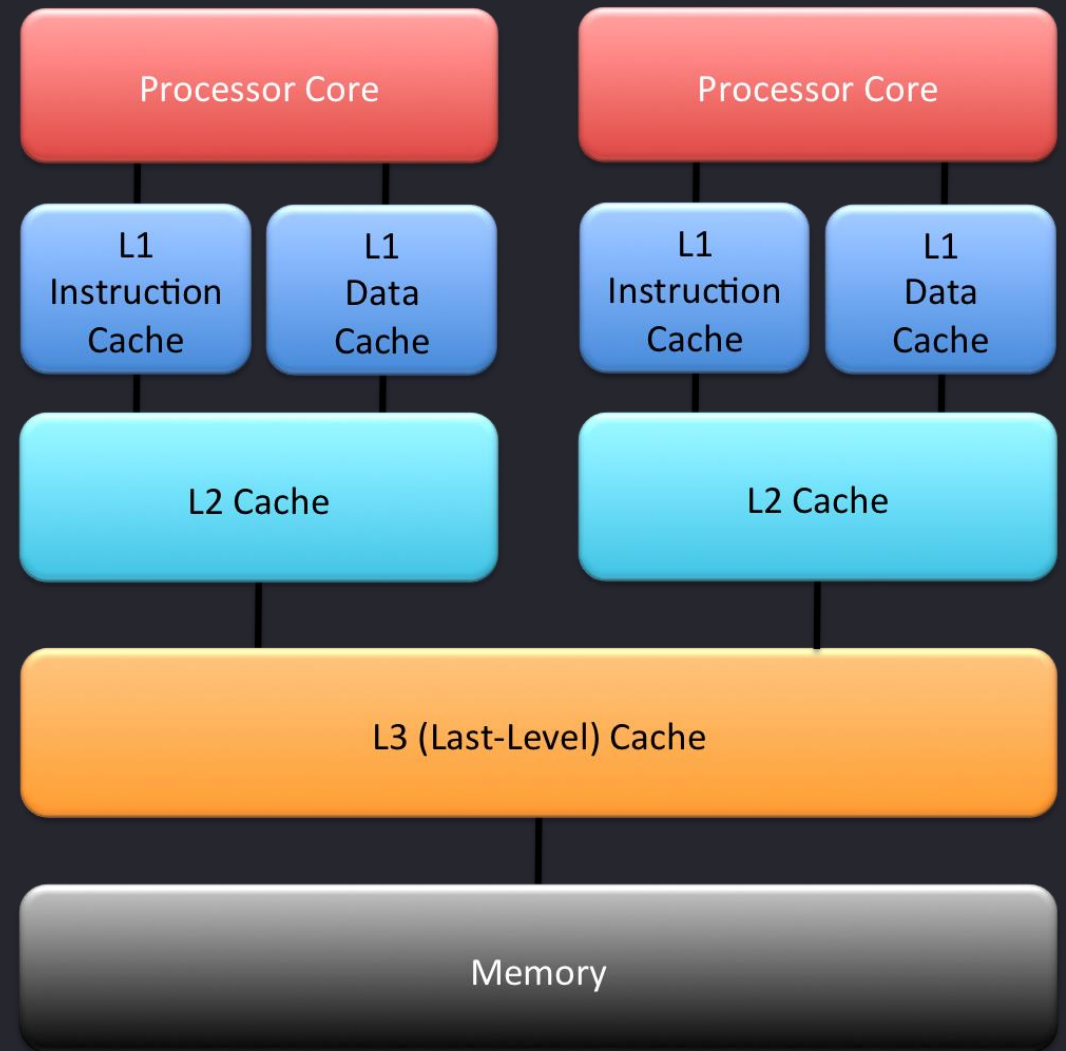 Processor Core
Processor Core
L1
Instruction
Cache
L1
Data
Cache
L1
Instruction
Cache
L1
Data
Cache
L2 Cache
L2 Cache
L3 (Last-Level) Cache
Memory